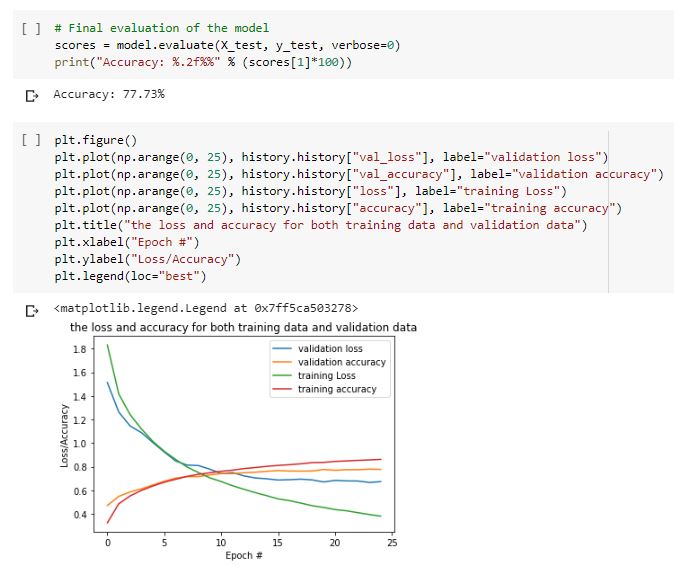 [ ] # Final evaluation of the model
scores = model.evaluate(X_test, y_test, verbose=0)
print("Accuracy: %.2f%%" % (scores[1]*100))
Accuracy: 77.73%
[ ] plt.figure()
plt.plot(np.arange(0, 25), history.history["val_loss"], label="validation loss")
plt.plot(np.arange(0, 25), history.history["val_accuracy"], label="validation accuracy")
plt.plot(np.arange(0, 25), history.history["loss"], label="training Loss")
plt.plot(np.arange(0, 25), history.history["accuracy"], label="training accuracy")
plt.title("the loss and accuracy for both training data and validation data")
plt.xlabel("Epoch #")
plt.ylabel("Loss/Accuracy")
plt.legend(loc="best")
<matplotlib.legend.Legend at 0x7ff5ca503278>
the loss and accuracy for both training data and validation data
validation loss
validation accuracy
training Loss
training accuracy
Loss/Accuracy
1.8
1.6
1.4
1.2
1.0
0.8
0.6
0.4
0 5 10 15 20 25
Epoch #